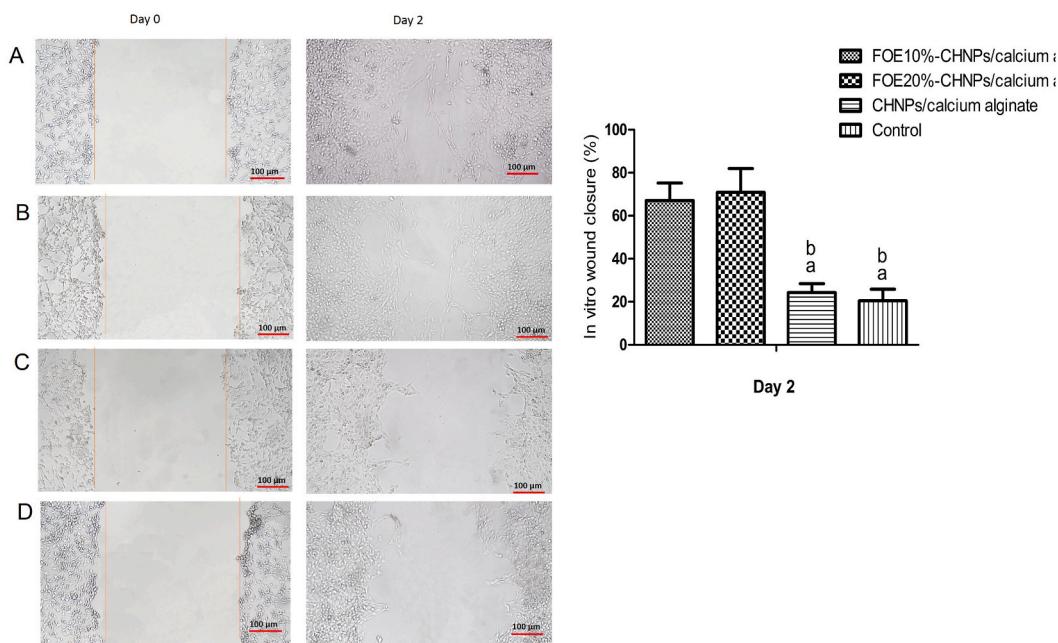 Day 0
Day 2
A
100 µm
100 µm
B
100 µm
100 µm
C
100 µm
100 µm
D
100 µm
100 µm
FOE10%-CHNPs/calcium
FOE20%-CHNPs/calcium
CHNPs/calcium alginate
Control
In vitro wound closure (%)
100
80
60
40
20
0
b
a
b
a
Day 2